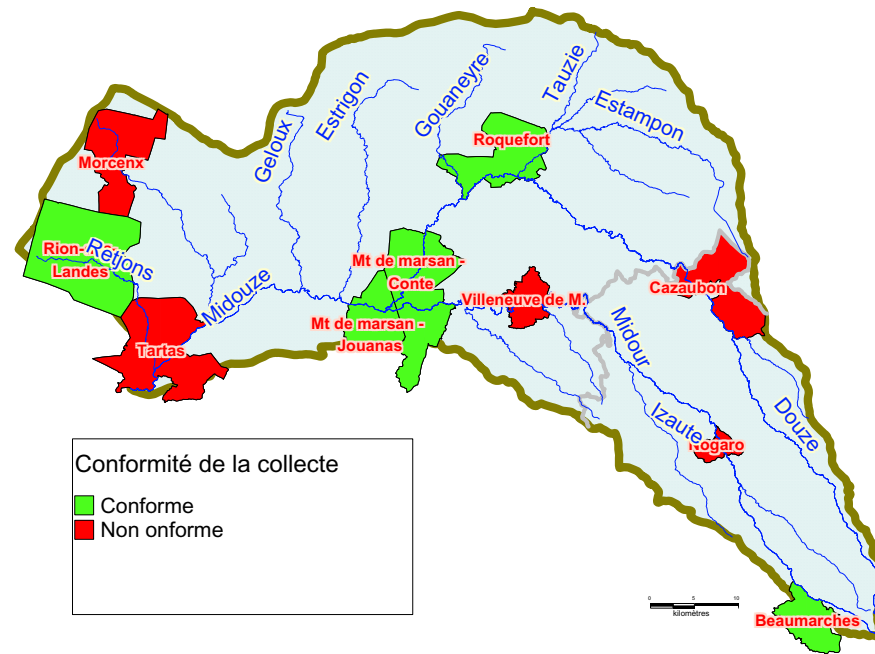 Tauzie
Gouaneyre
Estrigon
Estampon
Geloux
Roquefort
Morcenx
Rion-
Landes
Retjons
Mt de marsan -
Conte
Cazaubon
Midouze
Villeneuve de M.
Mt de marsan -
Jouanas
Midour
Tartas
Douze
Izaute
Nogaro
Conformité de la collecte
Conforme
Non onforme
0 5 10
kilomètres
Beaumarches